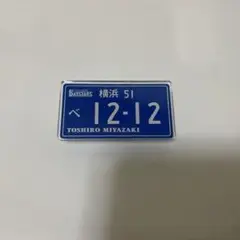 BAYSTARS 横浜 51
べ 12-12
TOSHIRO MIYAZAKI